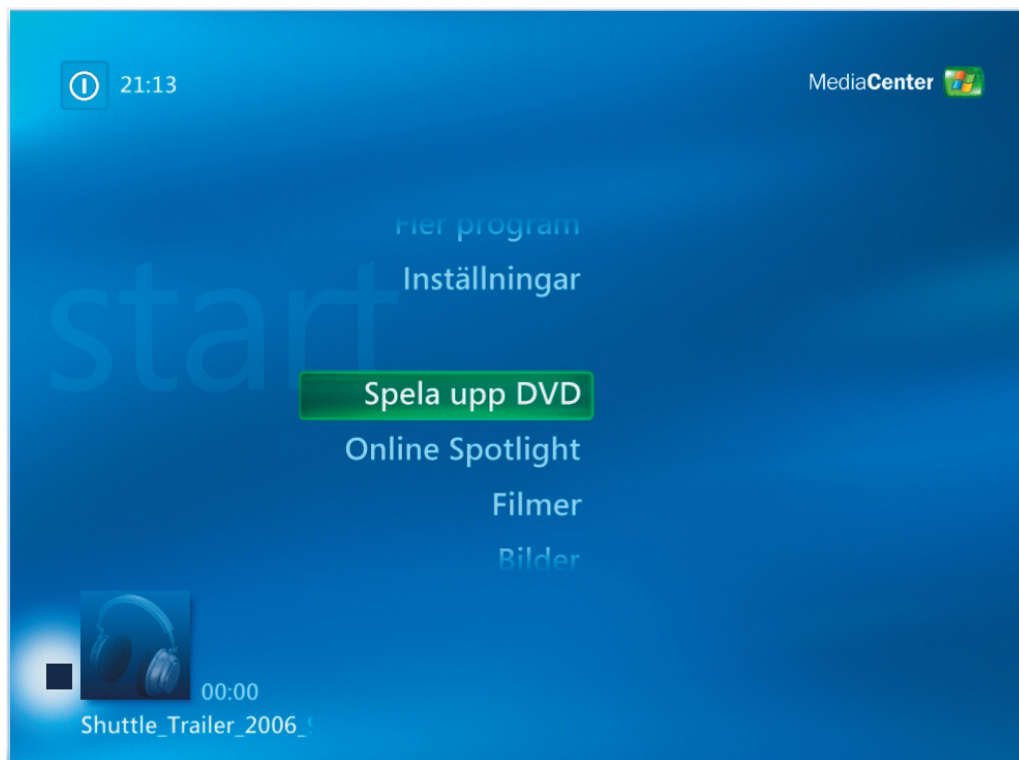 21:13
MediaCenter
Fler program
Inställningar
start
Spela upp DVD
Online Spotlight
Filmer
Bilder
00:00
Shuttle_Trailer_2006_